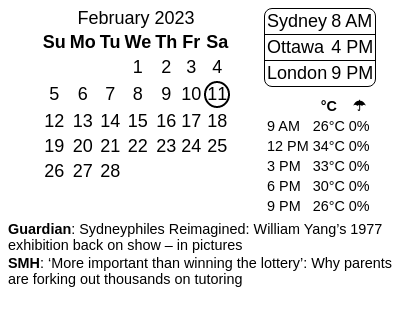 February 2023
Su Mo Tu We Th Fr Sa
1 2 3 4
5 6 7 8 9 10 11
12 13 14 15 16 17 18
19 20 21 22 23 24 25
26 27 28
Sydney 8 AM
Ottawa 4 PM
London 9 PM
°C ☂
9 AM 26°C 0%
12 PM 34°C 0%
3 PM 33°C 0%
6 PM 30°C 0%
9 PM 26°C 0%
Guardian: Sydneyphiles Reimagined: William Yang’s 1977
exhibition back on show – in pictures
SMH: ‘More important than winning the lottery’: Why parents
are forking out thousands on tutoring